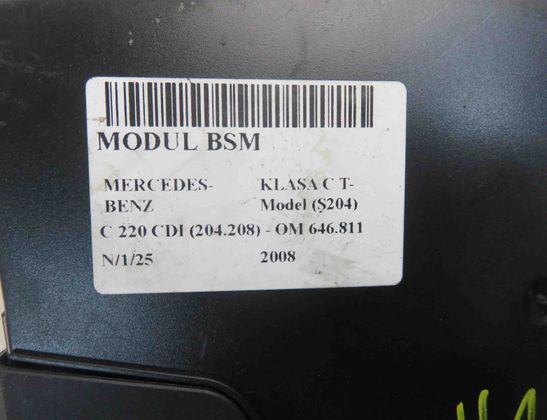 MODUL BSM
MERCEDES-
BENZ
KLASA C T-
Model (S204)
C 220 CDI (204.208) - OM 646.811
N/1/25 2008